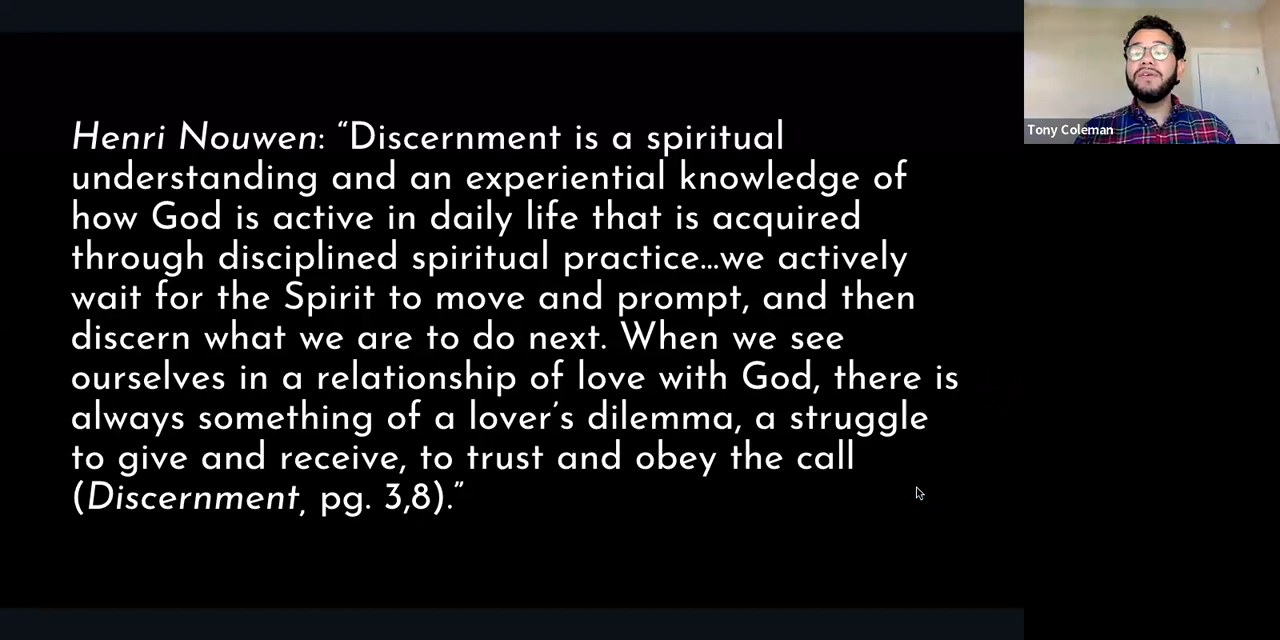 Henri Nouwen: “Discernment is a spiritual
understanding and an experiential knowledge of
how God is active in daily life that is acquired
through disciplined spiritual practice...we actively
wait for the Spirit to move and prompt, and then
discern what we are to do next. When we see
ourselves in a relationship of love with God, there is
always something of a lover’s dilemma, a struggle
to give and receive, to trust and obey the call
(Discernment, pg. 3,8).”
Tony Coleman